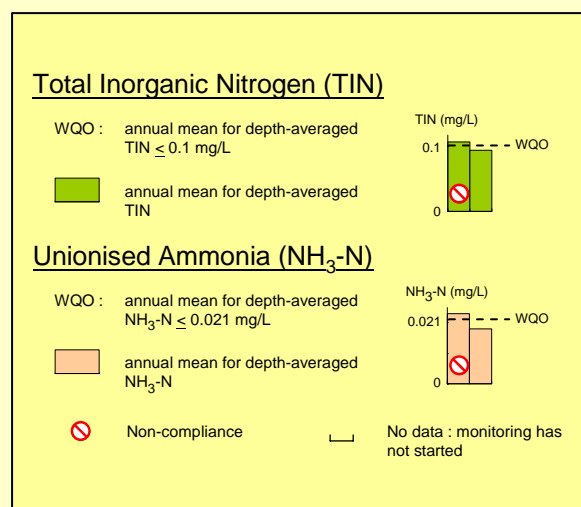 Total Inorganic Nitrogen (TIN)
WQO : annual mean for depth-averaged
TIN ≤ 0.1 mg/L
annual mean for depth-averaged
TIN
TIN (mg/L)
0.1
WQO
0
Unionised Ammonia (NH₃-N)
WQO : annual mean for depth-averaged
NH₃-N ≤ 0.021 mg/L
annual mean for depth-averaged
NH₃-N
NH₃-N (mg/L)
0.021
WQO
0
Non-compliance
No data : monitoring has
not started